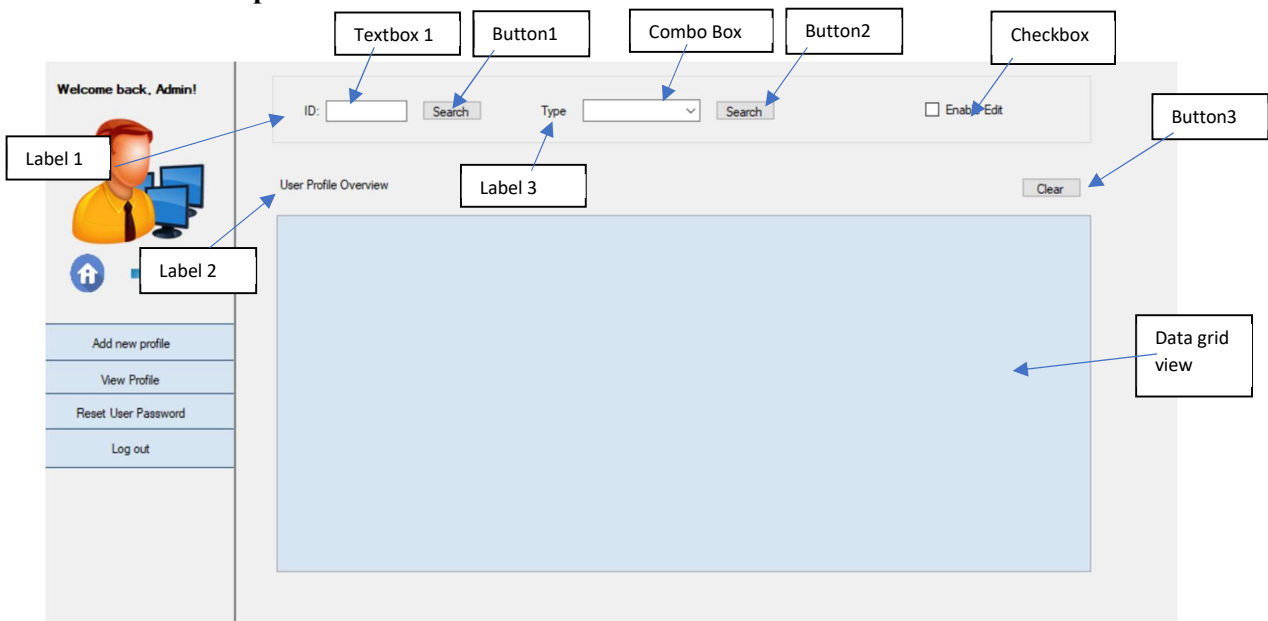 Textbox 1
Button1
Combo Box
Button2
Checkbox
Welcome back, Admin!
ID:
Search
Type
Search
Enable Edit
Button3
Label 1
User Profile Overview
Label 3
Clear
Label 2
Add new profile
View Profile
Reset User Password
Log out
Data grid
view